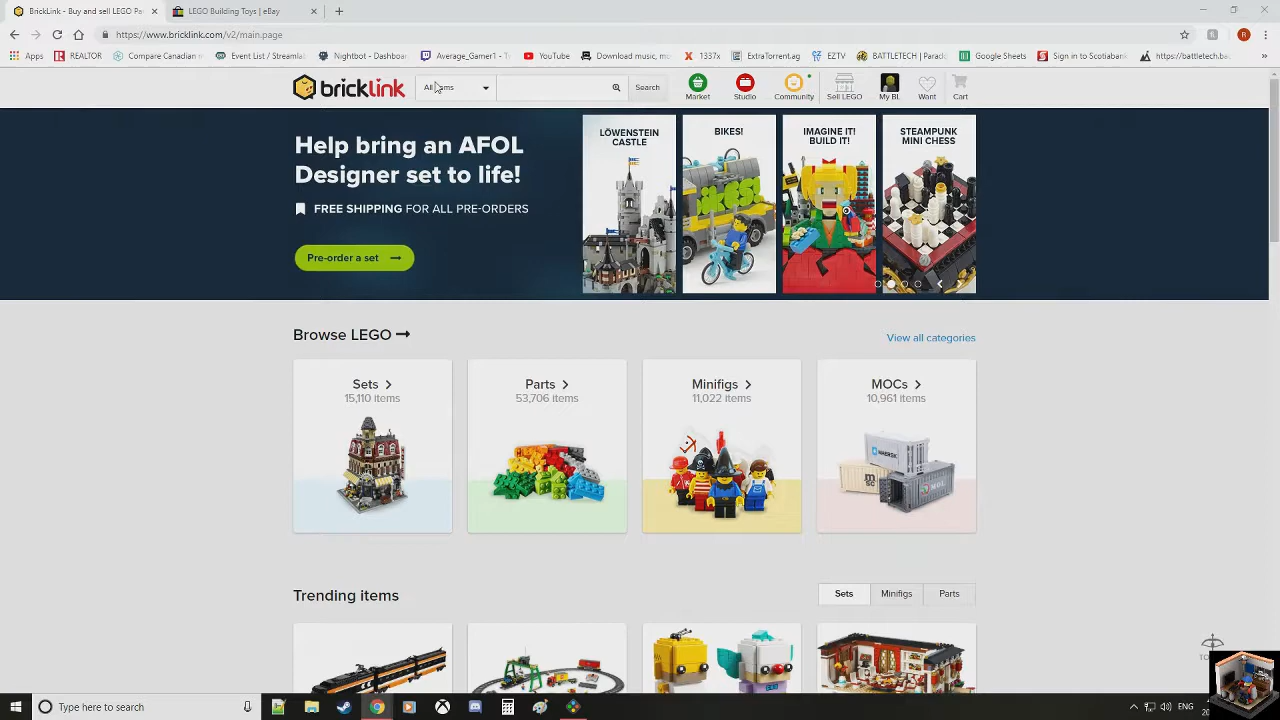 BrickLink - Buy and sell LEGO Pa
LEGO Building Toys | eBay
https://www.bricklink.com/v2/main.page
Apps
REALTOR
Compare Canadian
Event List / Streamla
Nightbot - Dashboa
Average_Gamer1 - T
YouTube
Download music, m
1337x
ExtraTorrent.ag
EZTV
BATTLETECH | Parad
Google Sheets
Sign in to Scotiaban
https://battletech.ba
R
bricklink
Search
Market
Studio
Community
Sell LEGO
My BL
Want
Cart
Help bring an AFOL
Designer set to life!
FREE SHIPPING FOR ALL PRE-ORDERS
Pre-order a set
LÖWENSTEIN
CASTLE
BIKES!
IMAGINE IT!
BUILD IT!
STEAMPUNK
MINI CHESS
Browse LEGO
View all categories
Sets
15,110 items
Parts
53,706 items
Minifigs
11,022 items
MOCs
10,961 items
MAERSK
MOL
Trending items
Sets
Minifigs
Parts
Type here to search
ENG